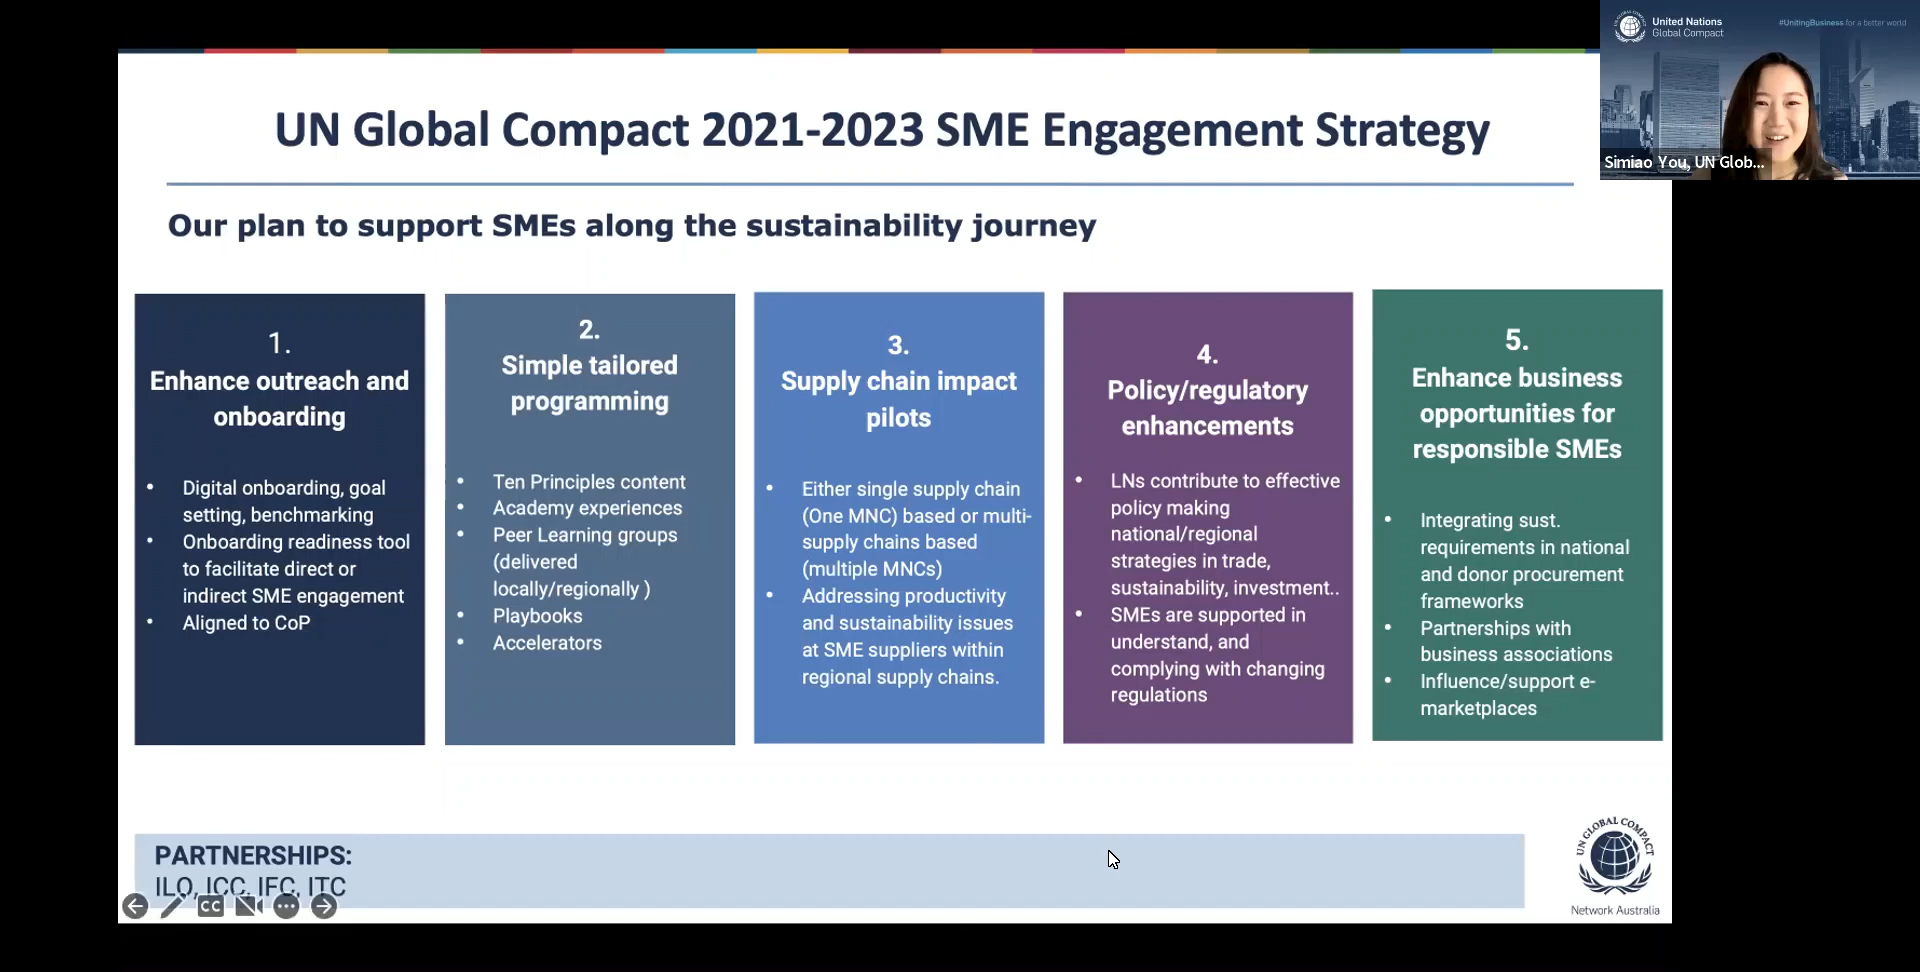 United Nations
Global Compact
#UnitingBusiness for a better world
Simiao You, UN Glob...
UN Global Compact 2021-2023 SME Engagement Strategy
Our plan to support SMEs along the sustainability journey
1.
Enhance outreach and
onboarding
• Digital onboarding, goal
setting, benchmarking
• Onboarding readiness tool
to facilitate direct or
indirect SME engagement
• Aligned to CoP
2.
Simple tailored
programming
• Ten Principles content
• Academy experiences
• Peer Learning groups
(delivered
locally/regionally )
• Playbooks
• Accelerators
3.
Supply chain impact
pilots
• Either single supply chain
(One MNC) based or multi-
supply chains based
(multiple MNCs)
• Addressing productivity
and sustainability issues
at SME suppliers within
regional supply chains.
4.
Policy/regulatory
enhancements
• LNs contribute to effective
policy making
national/regional
strategies in trade,
sustainability, investment..
• SMEs are supported in
understand, and
complying with changing
regulations
5.
Enhance business
opportunities for
responsible SMEs
• Integrating sust.
requirements in national
and donor procurement
frameworks
• Partnerships with
business associations
• Influence/support e-
marketplaces
PARTNERSHIPS:
ILO, ICC, IFC, ITC
CC
UN GLOBAL COMPACT
Network Australia